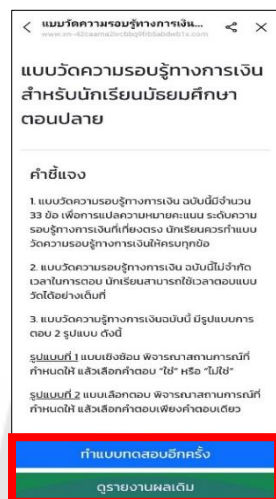 แบบวัดความรอบรู้ทางการเงิน...
แบบวัดความรอบรู้ทางการเงิน
สำหรับนักเรียนมัธยมศึกษา
ตอนปลาย
คำชี้แจง
1. แบบวัดความรอบรู้ทางการเงิน ฉบับนี้มีจำนวน
33 ข้อ เพื่อการแปลความหมายคะแนน ระดับความ
รอบรู้ทางการเงินที่เที่ยงตรง นักเรียนควรทำแบบ
วัดความรอบรู้ทางการเงินให้ครบทุกข้อ
2. แบบวัดความรอบรู้ทางการเงิน ฉบับนี้ไม่จำกัด
เวลาในการตอบ นักเรียนสามารถใช้เวลาตอบแบบ
วัดได้อย่างเต็มที่
3. แบบวัดความรอบรู้ทางการเงินฉบับนี้ มีรูปแบบการ
ตอบ 2 รูปแบบ ดังนี้
รูปแบบที่ 1 แบบเชิงซ้อน พิจารณาสถานการณ์ที่
กำหนดให้ แล้วเลือกคำตอบ "ใช่" หรือ "ไม่ใช่"
รูปแบบที่ 2 แบบเลือกตอบ พิจารณาสถานการณ์ที่
กำหนดให้ แล้วเลือกคำตอบเพียงคำตอบเดียว
ทำแบบทดสอบอีกครั้ง
ดูรายงานผลเดิม